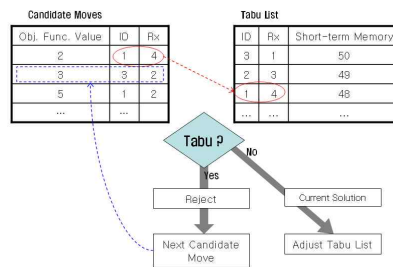 Candidate Moves
Tabu List
Obj. Func. Value ID Rx
2 1 4
3 3 2
5 1 2
... ... ...
ID Rx Short-term Memory
3 1 50
2 3 49
1 4 48
... ... ...
Tabu ?
Yes
No
Reject
Current Solution
Next Candidate
Move
Adjust Tabu List